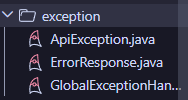 exception
ApiException.java
ErrorResponse.java
GlobalExceptionHan...